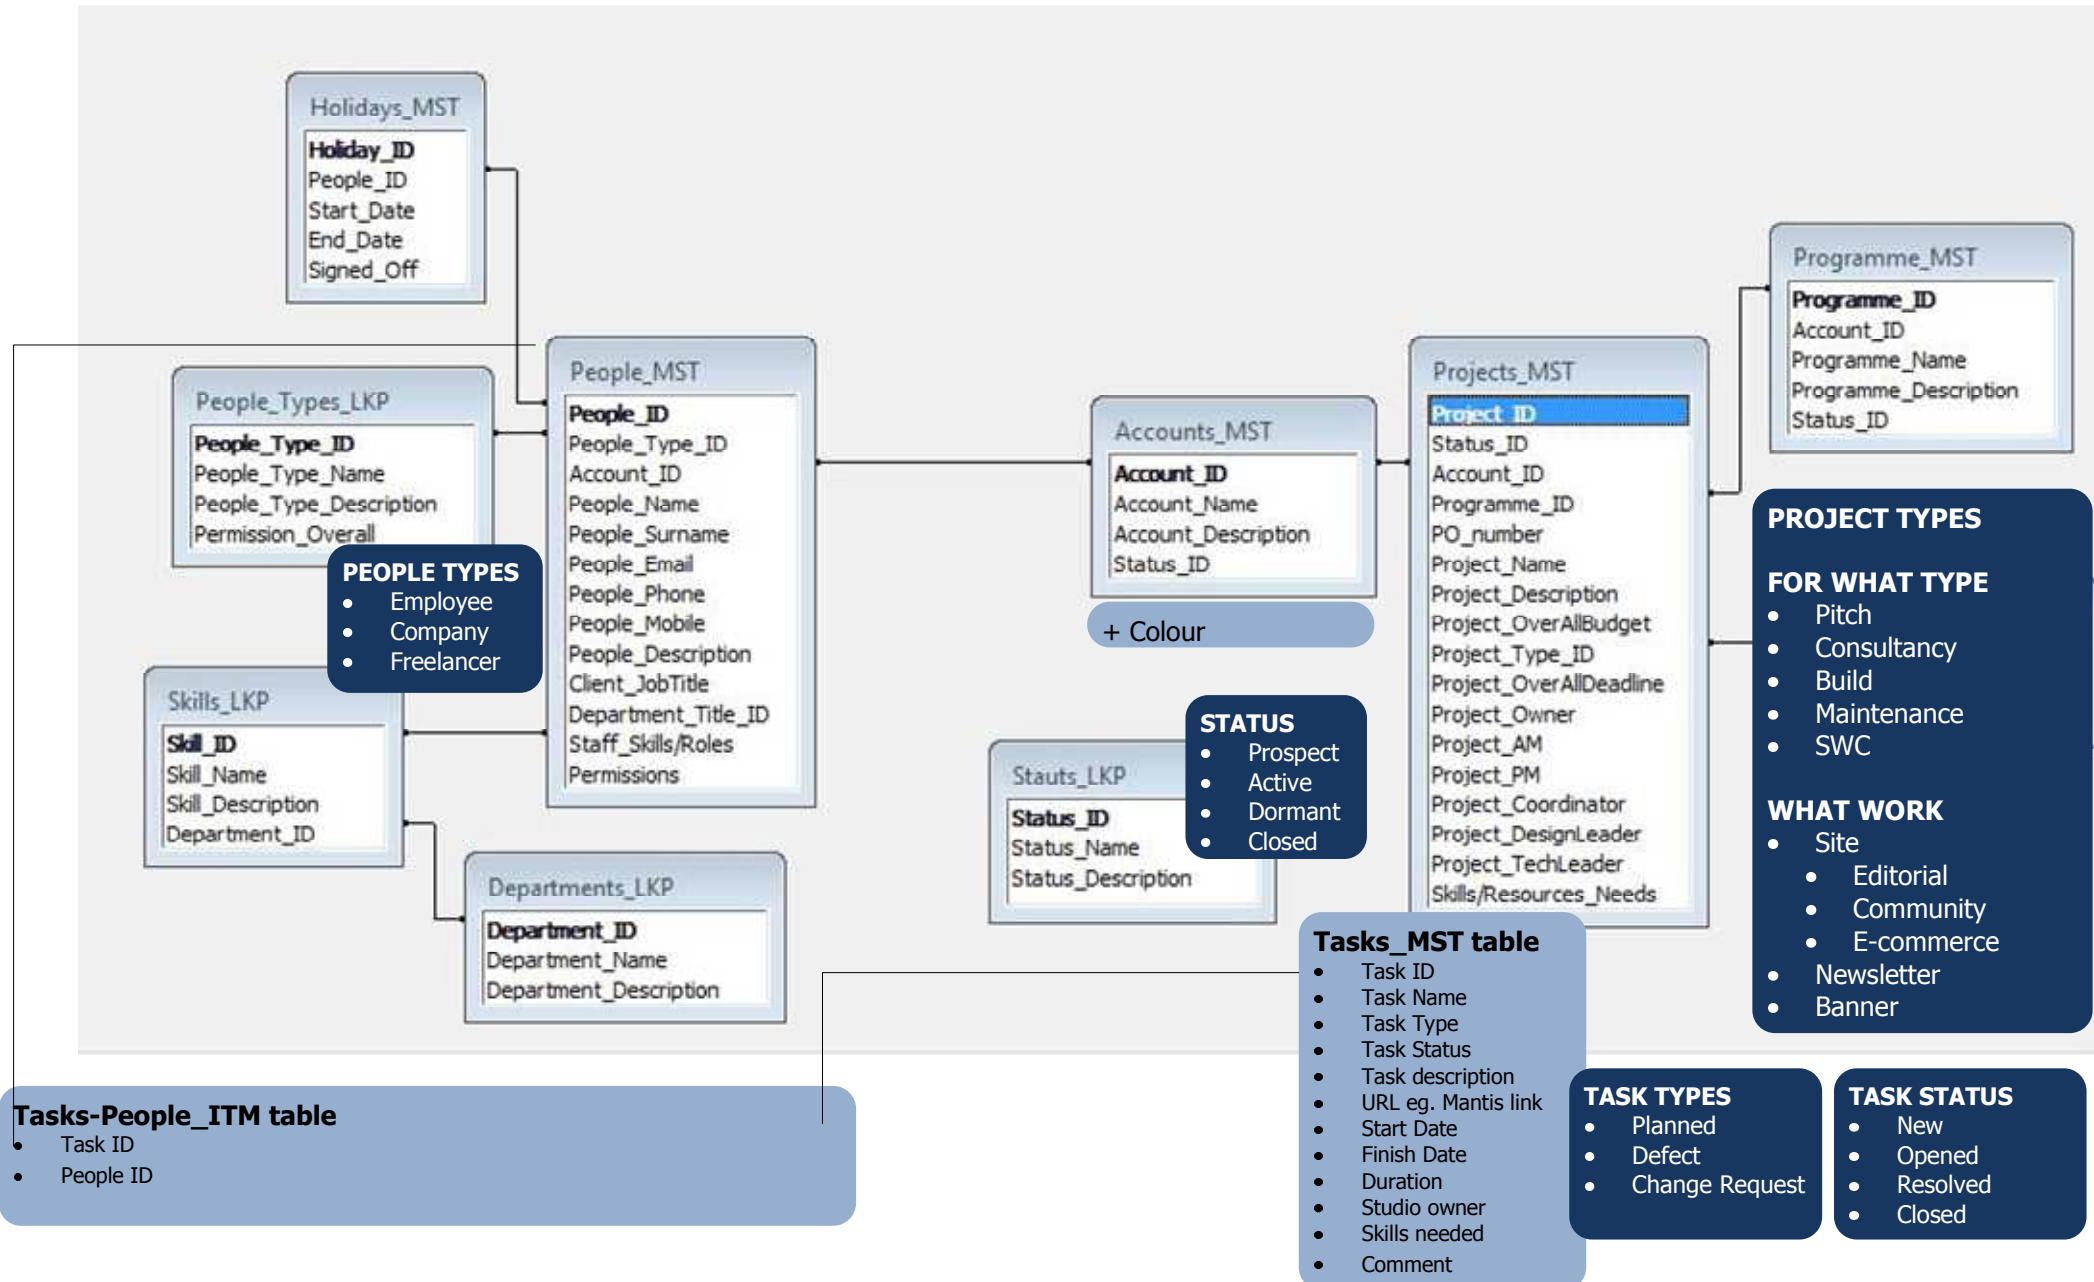 Holidays_MST
Holiday_ID
People_ID
Start_Date
End_Date
Signed_Off
People_Types_LKP
People_Type_ID
People_Type_Name
People_Type_Description
Permission_Overall
PEOPLE TYPES
• Employee
• Company
• Freelancer
Skills_LKP
Skill_ID
Skill_Name
Skill_Description
Department_ID
People_MST
People_ID
People_Type_ID
Account_ID
People_Name
People_Surname
People_Email
People_Phone
People_Mobile
People_Description
Client_JobTitle
Department_Title_ID
Staff_Skills/Roles
Permissions
Departments_LKP
Department_ID
Department_Name
Department_Description
Accounts_MST
Account_ID
Account_Name
Account_Description
Status_ID
+ Colour
Stauts_LKP
Status_ID
Status_Name
Status_Description
STATUS
• Prospect
• Active
• Dormant
• Closed
Projects_MST
Project_ID
Status_ID
Account_ID
Programme_ID
PO_number
Project_Name
Project_Description
Project_OverAllBudget
Project_Type_ID
Project_OverAllDeadline
Project_Owner
Project_AM
Project_PM
Project_Coordinator
Project_DesignLeader
Project_TechLeader
Skills/Resources_Needs
Programme_MST
Programme_ID
Account_ID
Programme_Name
Programme_Description
Status_ID
PROJECT TYPES
FOR WHAT TYPE
• Pitch
• Consultancy
• Build
• Maintenance
• SWC
WHAT WORK
• Site
• Editorial
• Community
• E-commerce
• Newsletter
• Banner
Tasks-People_ITM table
• Task ID
• People ID
Tasks_MST table
• Task ID
• Task Name
• Task Type
• Task Status
• Task description
• URL eg. Mantis link
• Start Date
• Finish Date
• Duration
• Studio owner
• Skills needed
• Comment
TASK TYPES
• Planned
• Defect
• Change Request
TASK STATUS
• New
• Opened
• Resolved
• Closed